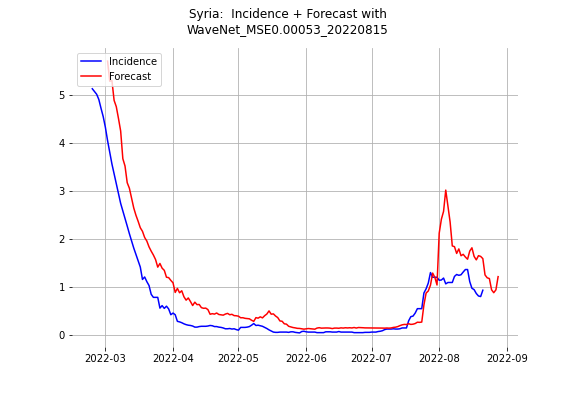 Syria:  Incidence + Forecast with
WaveNet_MSE0.00053_20220815
Incidence
Forecast
5
4
3
2
1
0
2022-03 2022-04 2022-05 2022-06 2022-07 2022-08 2022-09